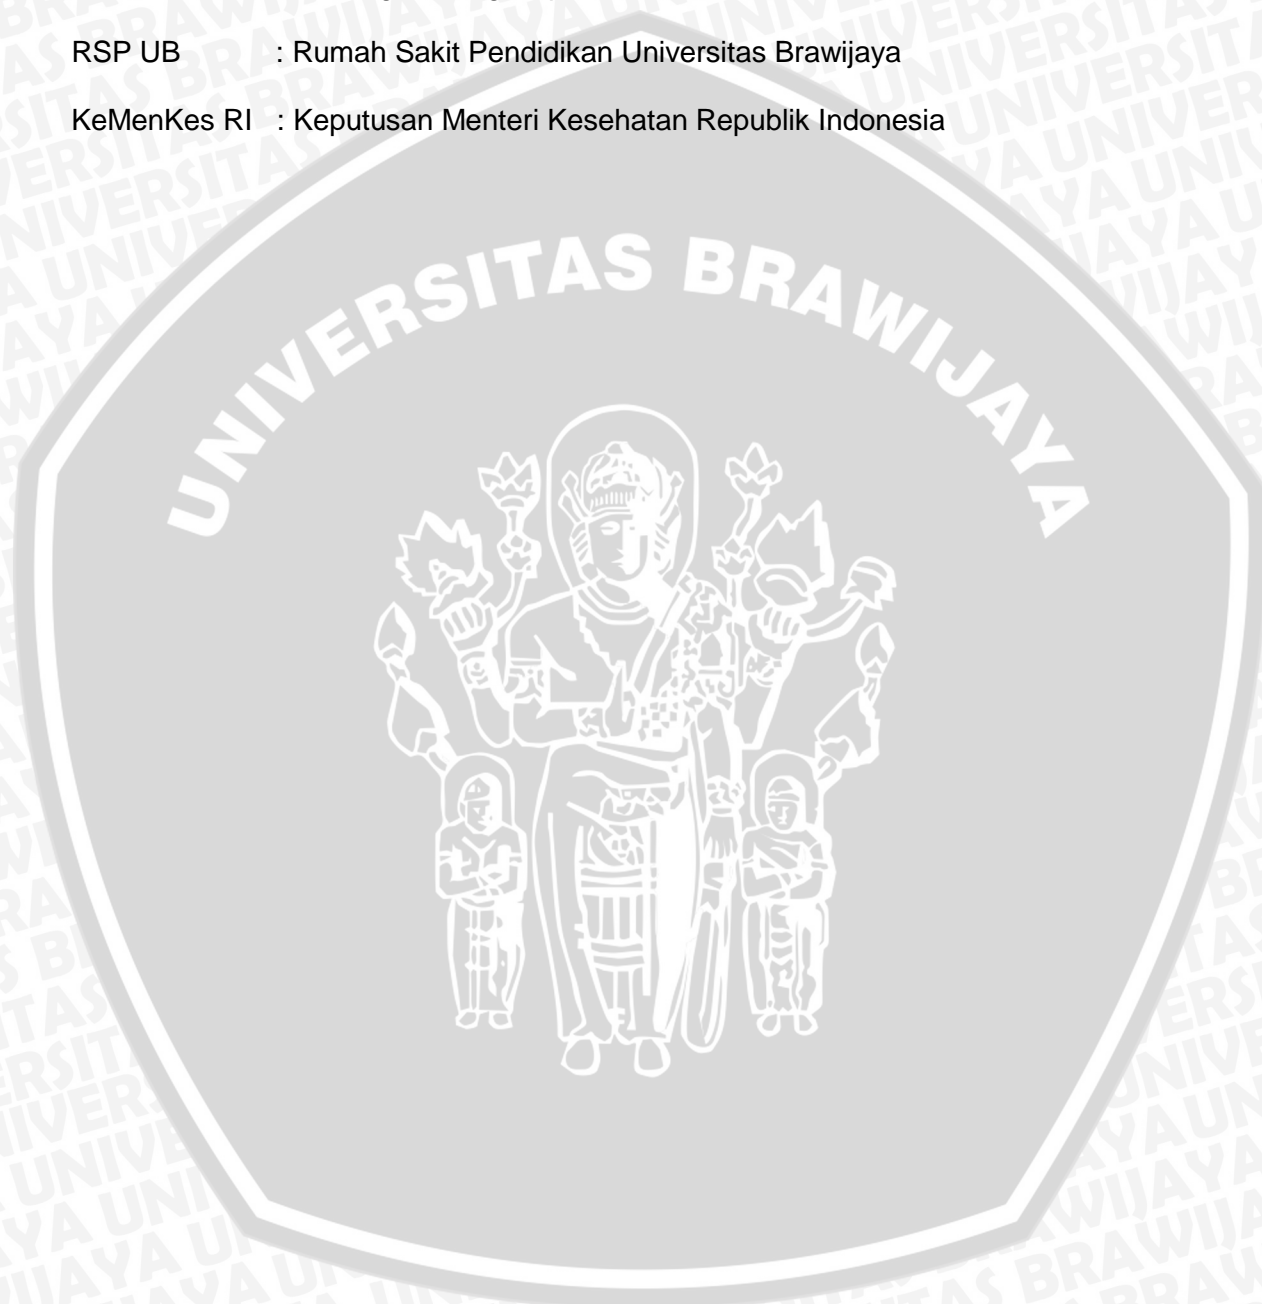 RSP UB : Rumah Sakit Pendidikan Universitas Brawijaya
KeMenKes RI : Keputusan Menteri Kesehatan Republik Indonesia
UNIVERSITAS BRAWIJAYA